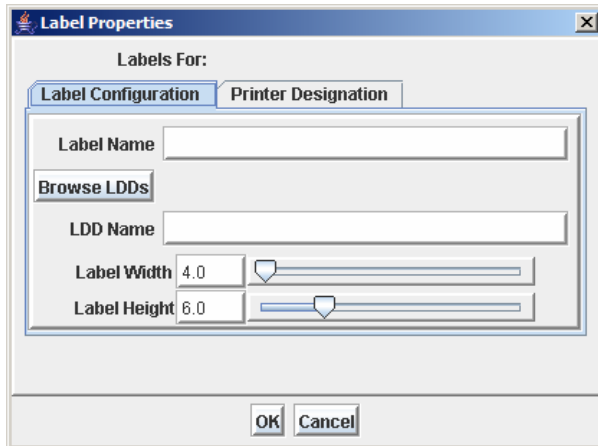 Label Properties
Labels For:
Label Configuration Printer Designation
Label Name
Browse LDDs
LDD Name
Label Width 4.0
Label Height 6.0
OK Cancel